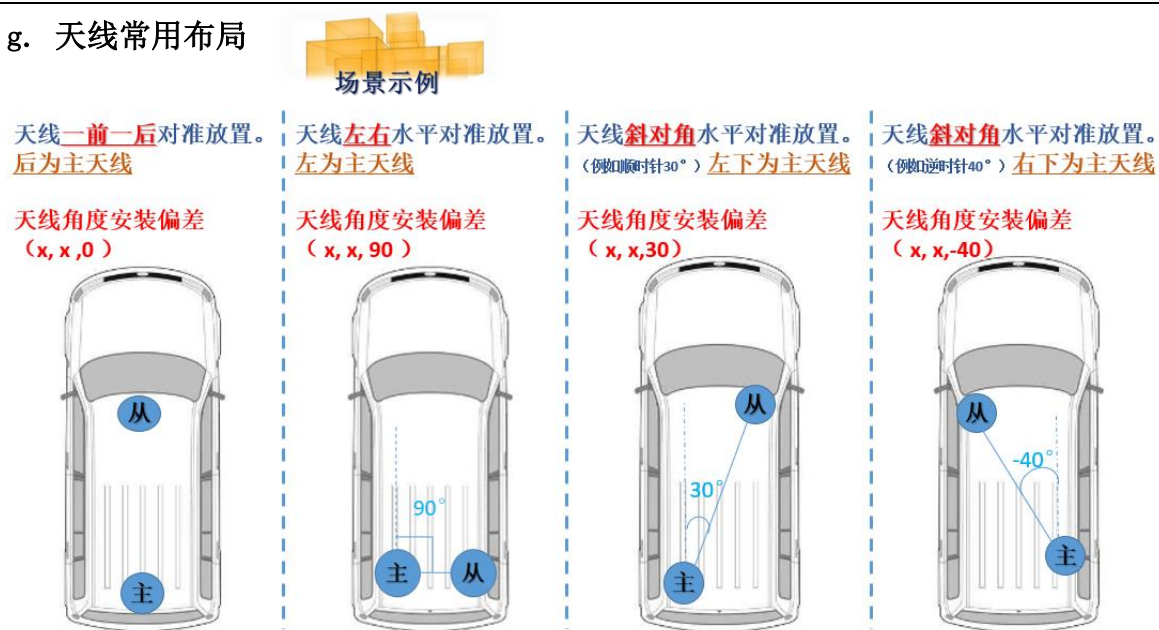 g. 天线常用布局
场景示例
天线一前一后对准放置。
后为主天线
天线角度安装偏差
（x, x ,0 ）
从
主
天线左右水平对准放置。
左为主天线
天线角度安装偏差
（ x, x, 90 ）
90°
主
从
天线斜对角水平对准放置。
（例如顺时针30°）左下为主天线
天线角度安装偏差
（ x, x,30）
从
30°
主
天线斜对角水平对准放置。
（例如逆时针40°）右下为主天线
天线角度安装偏差
（ x, x,-40）
从
-40°
主